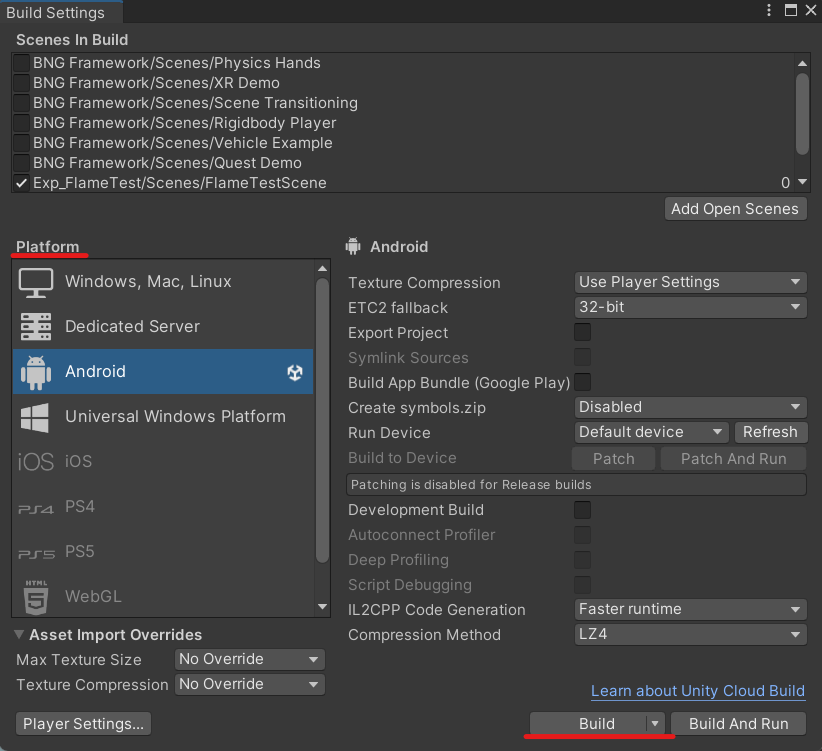 Build Settings
Scenes In Build
BNG Framework/Scenes/Physics Hands
BNG Framework/Scenes/XR Demo
BNG Framework/Scenes/Scene Transitioning
BNG Framework/Scenes/Rigidbody Player
BNG Framework/Scenes/Vehicle Example
BNG Framework/Scenes/Quest Demo
Exp_FlameTest/Scenes/FlameTestScene 0
Add Open Scenes
Platform
Windows, Mac, Linux
Dedicated Server
Android
Universal Windows Platform
iOS iOS
PS4 PS4
PS5 PS5
HTML 5 WebGL
Asset Import Overrides
Max Texture Size No Override
Texture Compression No Override
Player Settings...
Android
Texture Compression Use Player Settings
ETC2 fallback 32-bit
Export Project
Symlink Sources
Build App Bundle (Google Play)
Create symbols.zip Disabled
Run Device Default device Refresh
Build to Device Patch Patch And Run
Patching is disabled for Release builds
Development Build
Autoconnect Profiler
Deep Profiling
Script Debugging
IL2CPP Code Generation Faster runtime
Compression Method LZ4
Learn about Unity Cloud Build
Build Build And Run